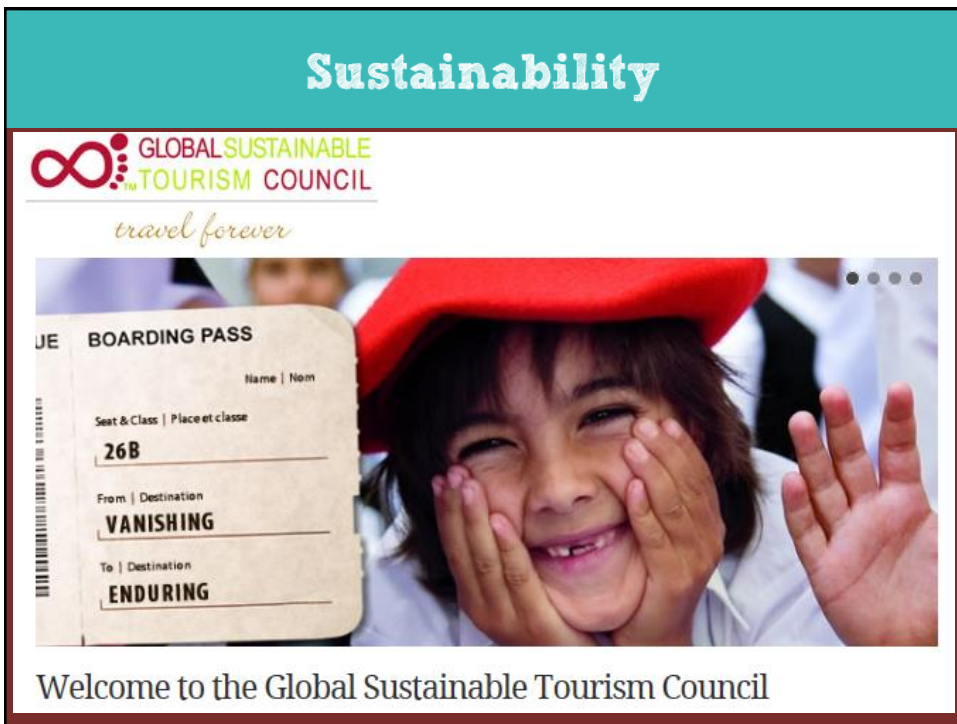 Sustainability
GLOBAL SUSTAINABLE
TOURISM COUNCIL
TM
travel forever
UE BOARDING PASS
Name | Nom
Seat & Class | Place et classe
26B
From | Destination
VANISHING
To | Destination
ENDURING
Welcome to the Global Sustainable Tourism Council